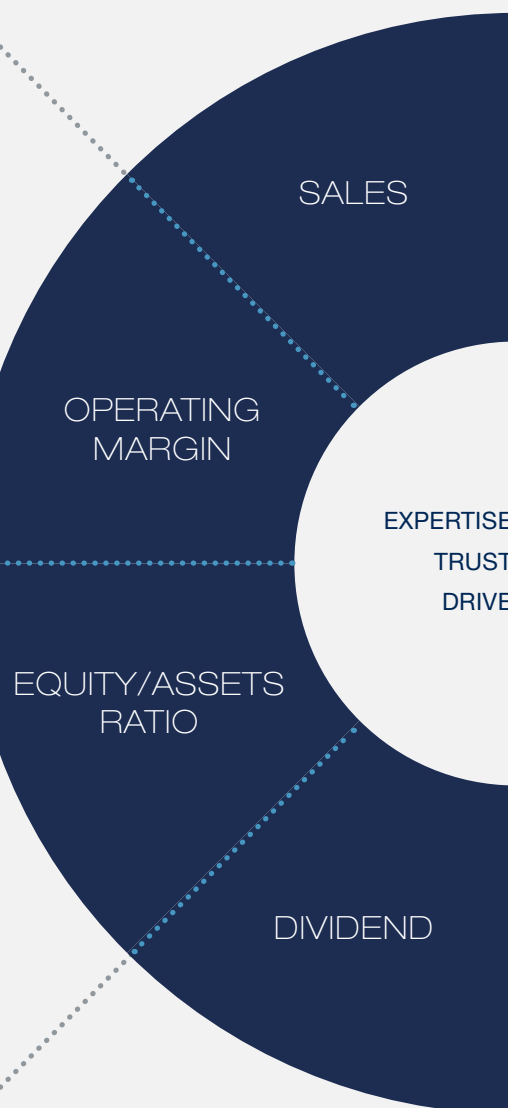 SALES
OPERATING
MARGIN
EXPERTISE
TRUST
DRIVE
EQUITY/ASSETS
RATIO
DIVIDEND